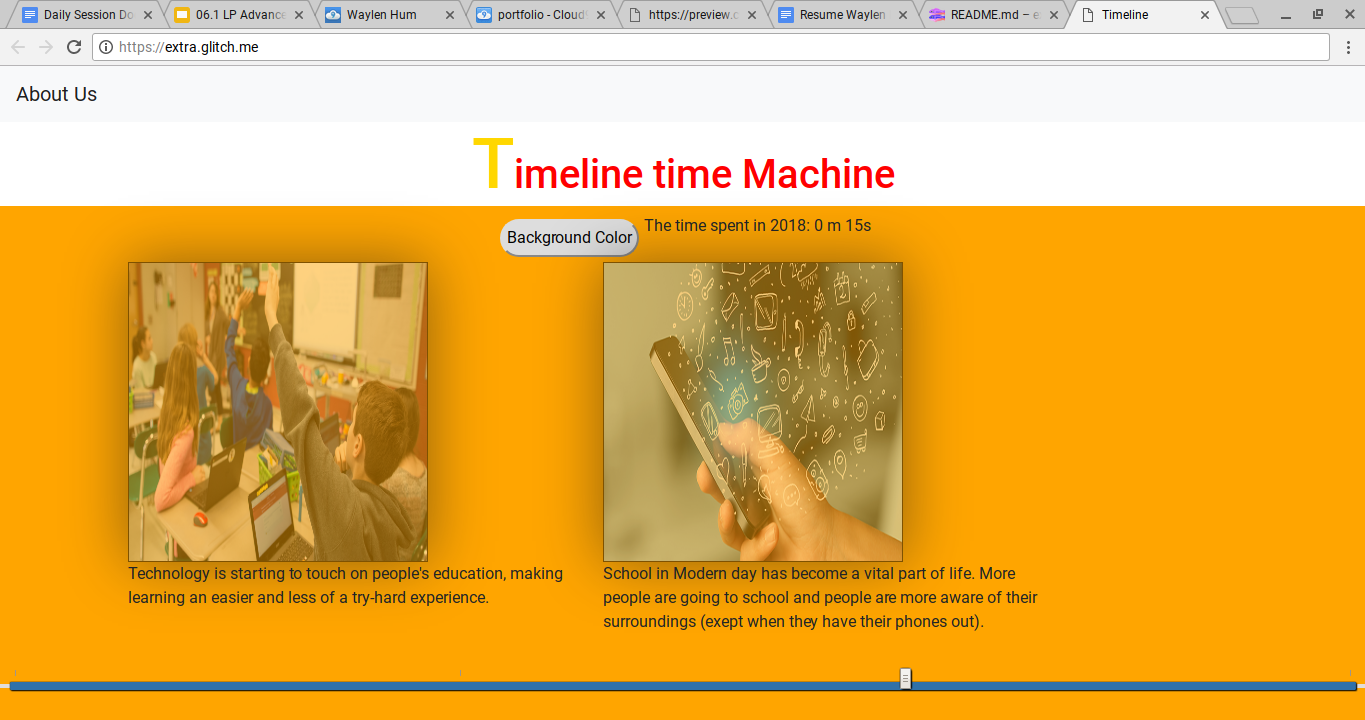 Daily Session Do
06.1 LP Advance
Waylen Hum
portfolio - Cloud
https://preview.c
Resume Waylen
README.md – e
Timeline
https://extra.glitch.me
About Us
Timeline time Machine
Background Color
The time spent in 2018: 0 m 15s
Technology is starting to touch on people's education, making
learning an easier and less of a try-hard experience.
School in Modern day has become a vital part of life. More
people are going to school and people are more aware of their
surroundings (exept when they have their phones out).